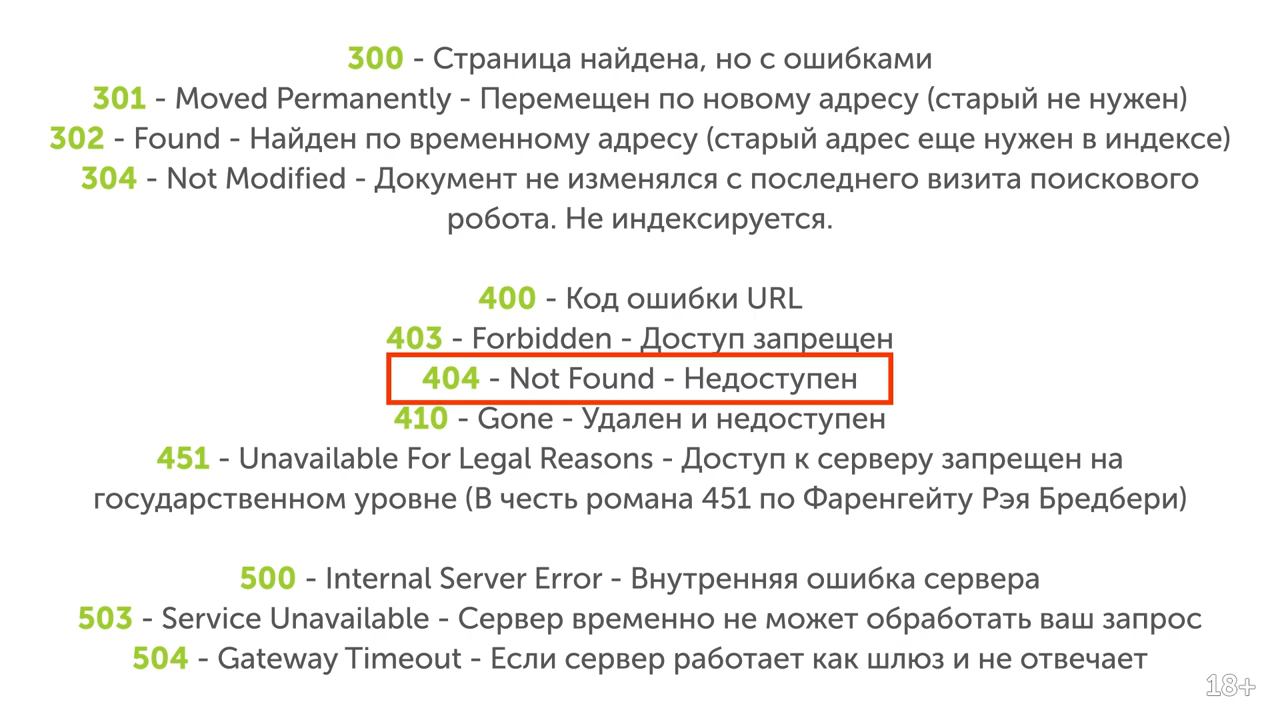 300 - Страница найдена, но с ошибками
301 - Moved Permanently - Перемещен по новому адресу (старый не нужен)
302 - Found - Найден по временному адресу (старый адрес еще нужен в индексе)
304 - Not Modified - Документ не изменялся с последнего визита поискового
робота. Не индексируется.
400 - Код ошибки URL
403 - Forbidden - Доступ запрещен
404 - Not Found - Недоступен
410 - Gone - Удален и недоступен
451 - Unavailable For Legal Reasons - Доступ к серверу запрещен на
государственном уровне (В честь романа 451 по Фаренгейту Рэя Бредбери)
500 - Internal Server Error - Внутренняя ошибка сервера
503 - Service Unavailable - Сервер временно не может обработать ваш запрос
504 - Gateway Timeout - Если сервер работает как шлюз и не отвечает
18+